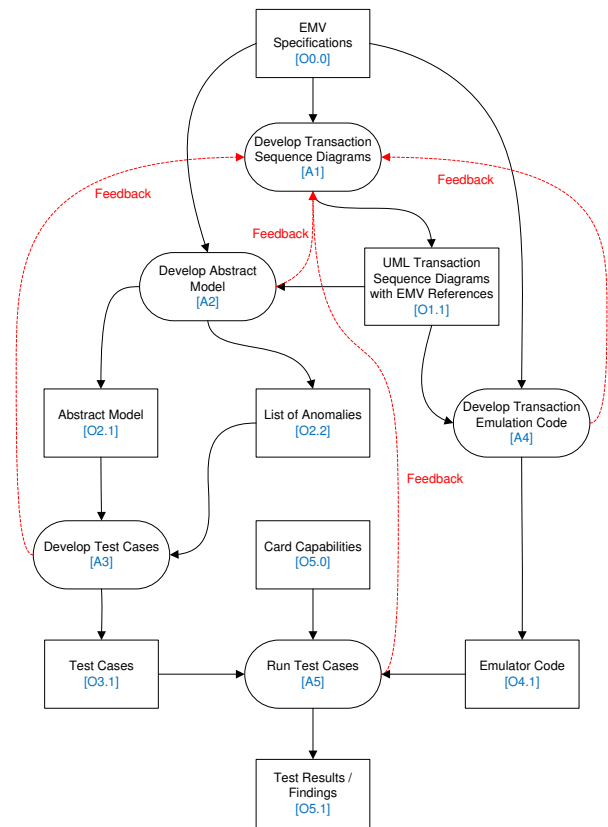 EMV
Specifications
[O0.0]
Develop Transaction
Sequence Diagrams
[A1]
Feedback
Feedback
Feedback
Develop Abstract
Model
[A2]
UML Transaction
Sequence Diagrams
with EMV References
[O1.1]
Abstract Model
[O2.1]
List of Anomalies
[O2.2]
Develop Transaction
Emulation Code
[A4]
Feedback
Develop Test Cases
[A3]
Card Capabilities
[O5.0]
Test Cases
[O3.1]
Run Test Cases
[A5]
Emulator Code
[O4.1]
Test Results /
Findings
[O5.1]